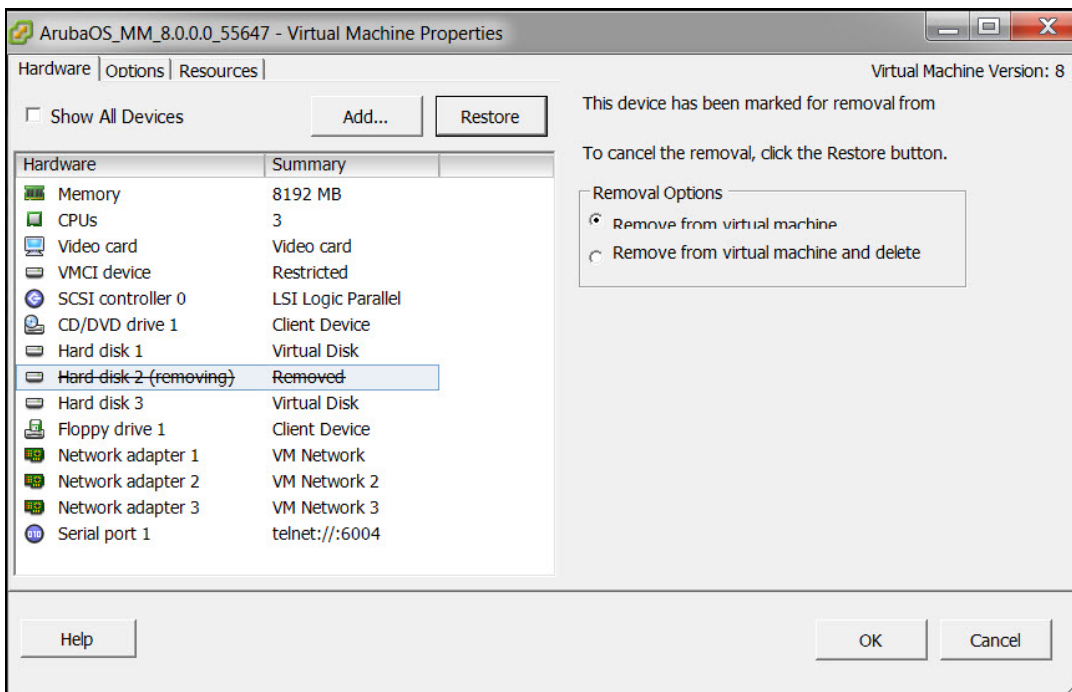 ArubaOS_MM_8.0.0.0_55647 - Virtual Machine Properties
Hardware Options Resources
Virtual Machine Version: 8
Show All Devices
Add...
Restore
Hardware Summary
Memory 8192 MB
CPUs 3
Video card Video card
VMCI device Restricted
SCSI controller 0 LSI Logic Parallel
CD/DVD drive 1 Client Device
Hard disk 1 Virtual Disk
Hard disk 2 (removing) Removed
Hard disk 3 Virtual Disk
Floppy drive 1 Client Device
Network adapter 1 VM Network
Network adapter 2 VM Network 2
Network adapter 3 VM Network 3
Serial port 1 telnet://:6004
This device has been marked for removal from
To cancel the removal, click the Restore button.
Removal Options
Remove from virtual machine
Remove from virtual machine and delete
Help
OK
Cancel